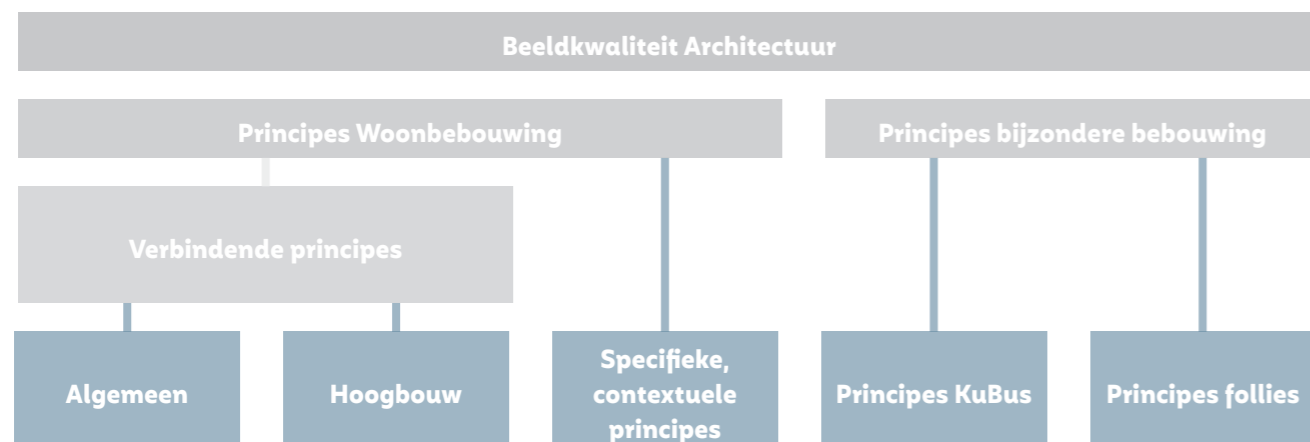 Beeldkwaliteit Architectuur
Principes Woonbebouwing
Principes bijzondere bebouwing
Verbindende principes
Algemeen
Hoogbouw
Specifieke,
contextuele
principes
Principes KuBus
Principes follies